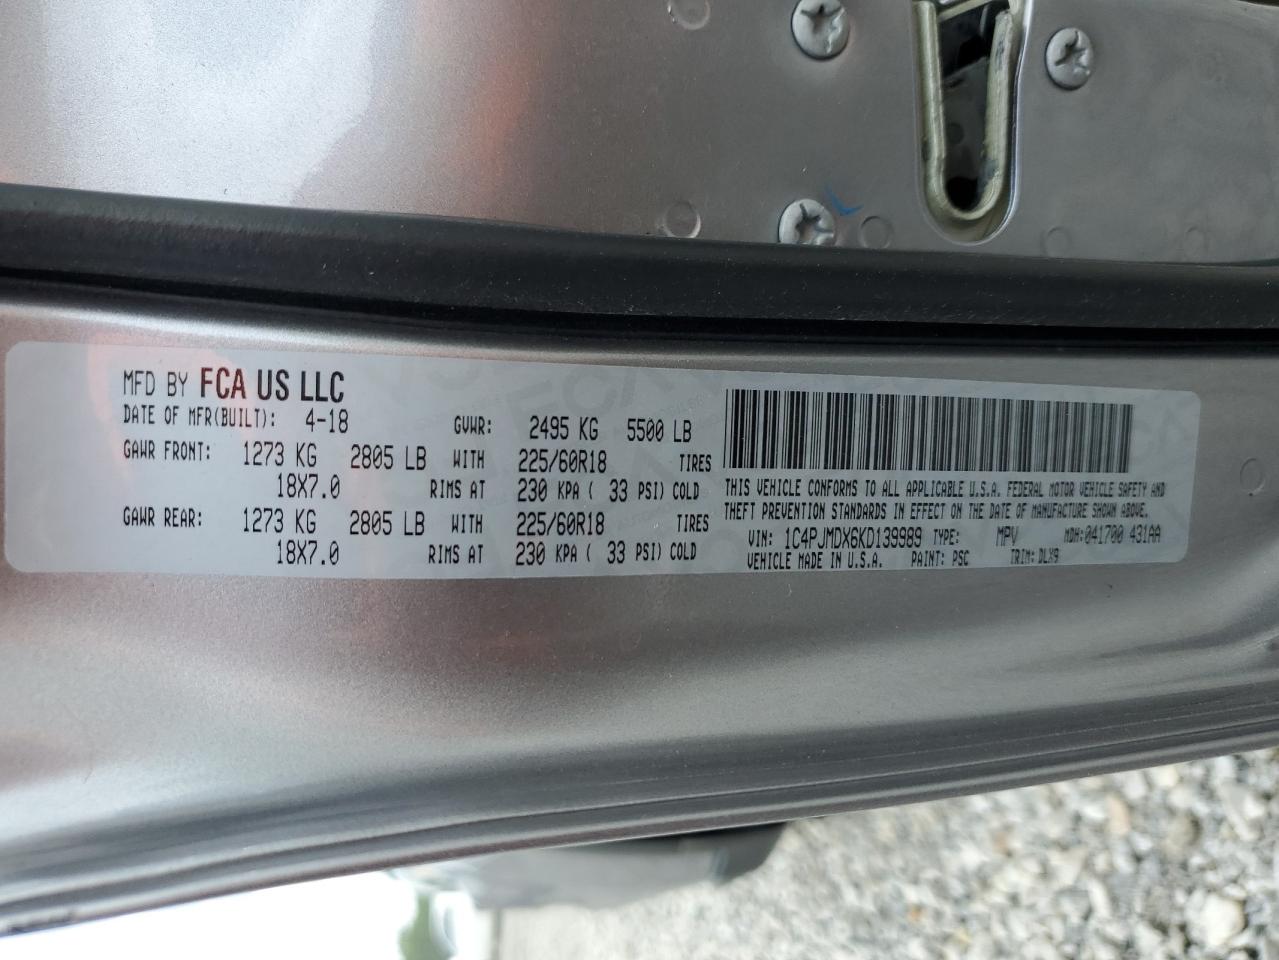 MFD BY FCA US LLC
DATE OF MFR(BUILT): 4-18 GVWR: 2495 KG 5500 LB
GAWR FRONT: 1273 KG 2805 LB WITH 225/60R18 TIRES
18X7.0 RIMS AT 230 KPA ( 33 PSI) COLD
GAWR REAR: 1273 KG 2805 LB WITH 225/60R18 TIRES
18X7.0 RIMS AT 230 KPA ( 33 PSI) COLD
THIS VEHICLE CONFORMS TO ALL APPLICABLE U.S.A. FEDERAL MOTOR VEHICLE SAFETY AND
THEFT PREVENTION STANDARDS IN EFFECT ON THE DATE OF MANUFACTURE SHOWN ABOVE.
VIN: 1C4PJMDX6KD139989 TYPE: MPV MDH:041700 431AA
VEHICLE MADE IN U.S.A. PAINT: PSC TRIM: DLX9